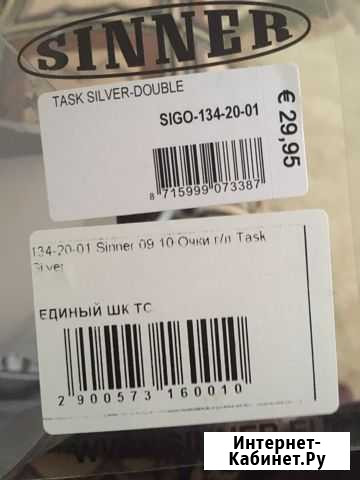 SINNER
TASK SILVER-DOUBLE
SIGO-134-20-01
€ 29,95
8 715999 073387
134-20-01 Sinner 09 10 Очки г/л Task
Silver
ЕДИНЫЙ ШК ТС
2 900573 160010
Интернет-
Кабинет.Ру